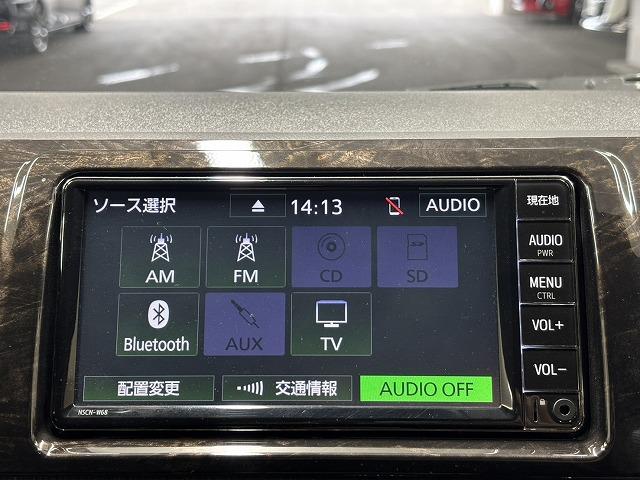 ソース選択 14:13 AUDIO
AM FM CD SD
Bluetooth AUX TV
配置変更 交通情報 AUDIO OFF
NSCN-W68
現在地
AUDIO
PWR
MENU
CTRL
VOL+
VOL-